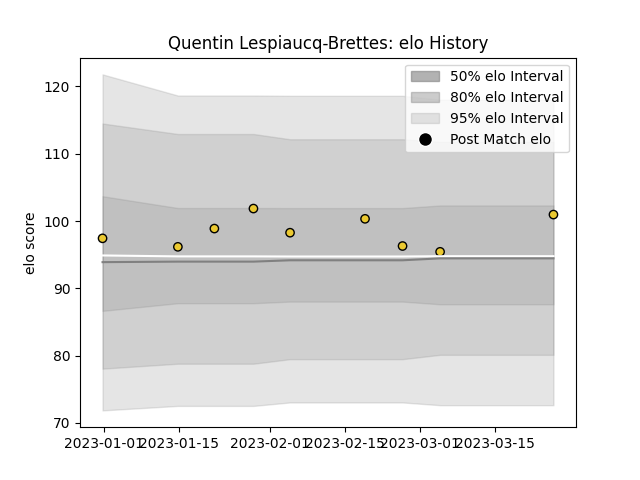 Quentin Lespiaucq-Brettes: elo History
50% elo Interval
80% elo Interval
95% elo Interval
Post Match elo
elo score
120
110
100
90
80
70
2023-01-01 2023-01-15 2023-02-01 2023-02-15 2023-03-01 2023-03-15